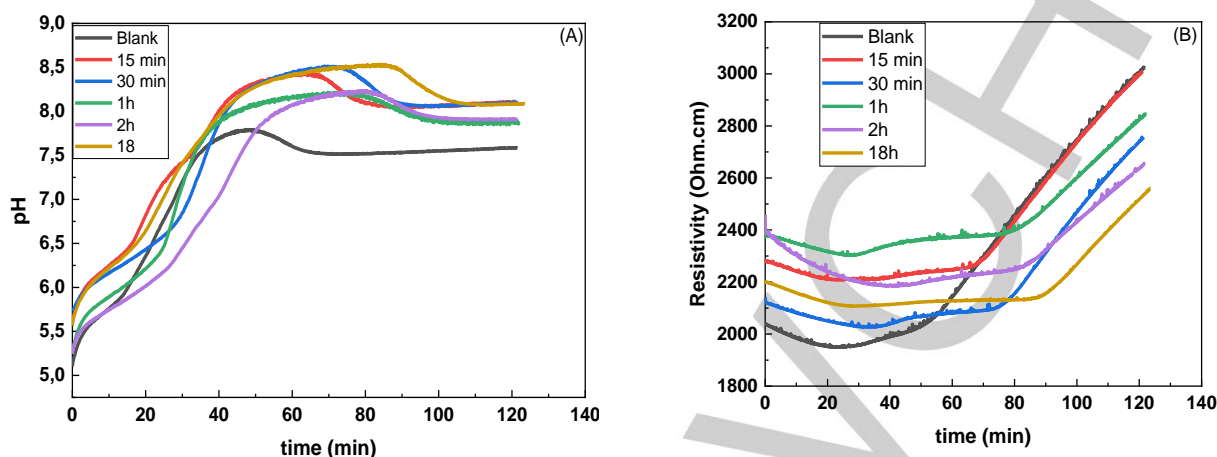 (A)
9,0
8,5
8,0
7,5
7,0
6,5
6,0
5,5
5,0
pH
Blank
15 min
30 min
1h
2h
18
0 20 40 60 80 100 120 140
time (min)
(B)
3200
3000
2800
2600
2400
2200
2000
1800
Resistivity (Ohm.cm)
Blank
15 min
30 min
1h
2h
18h
0 20 40 60 80 100 120 140
time (min)